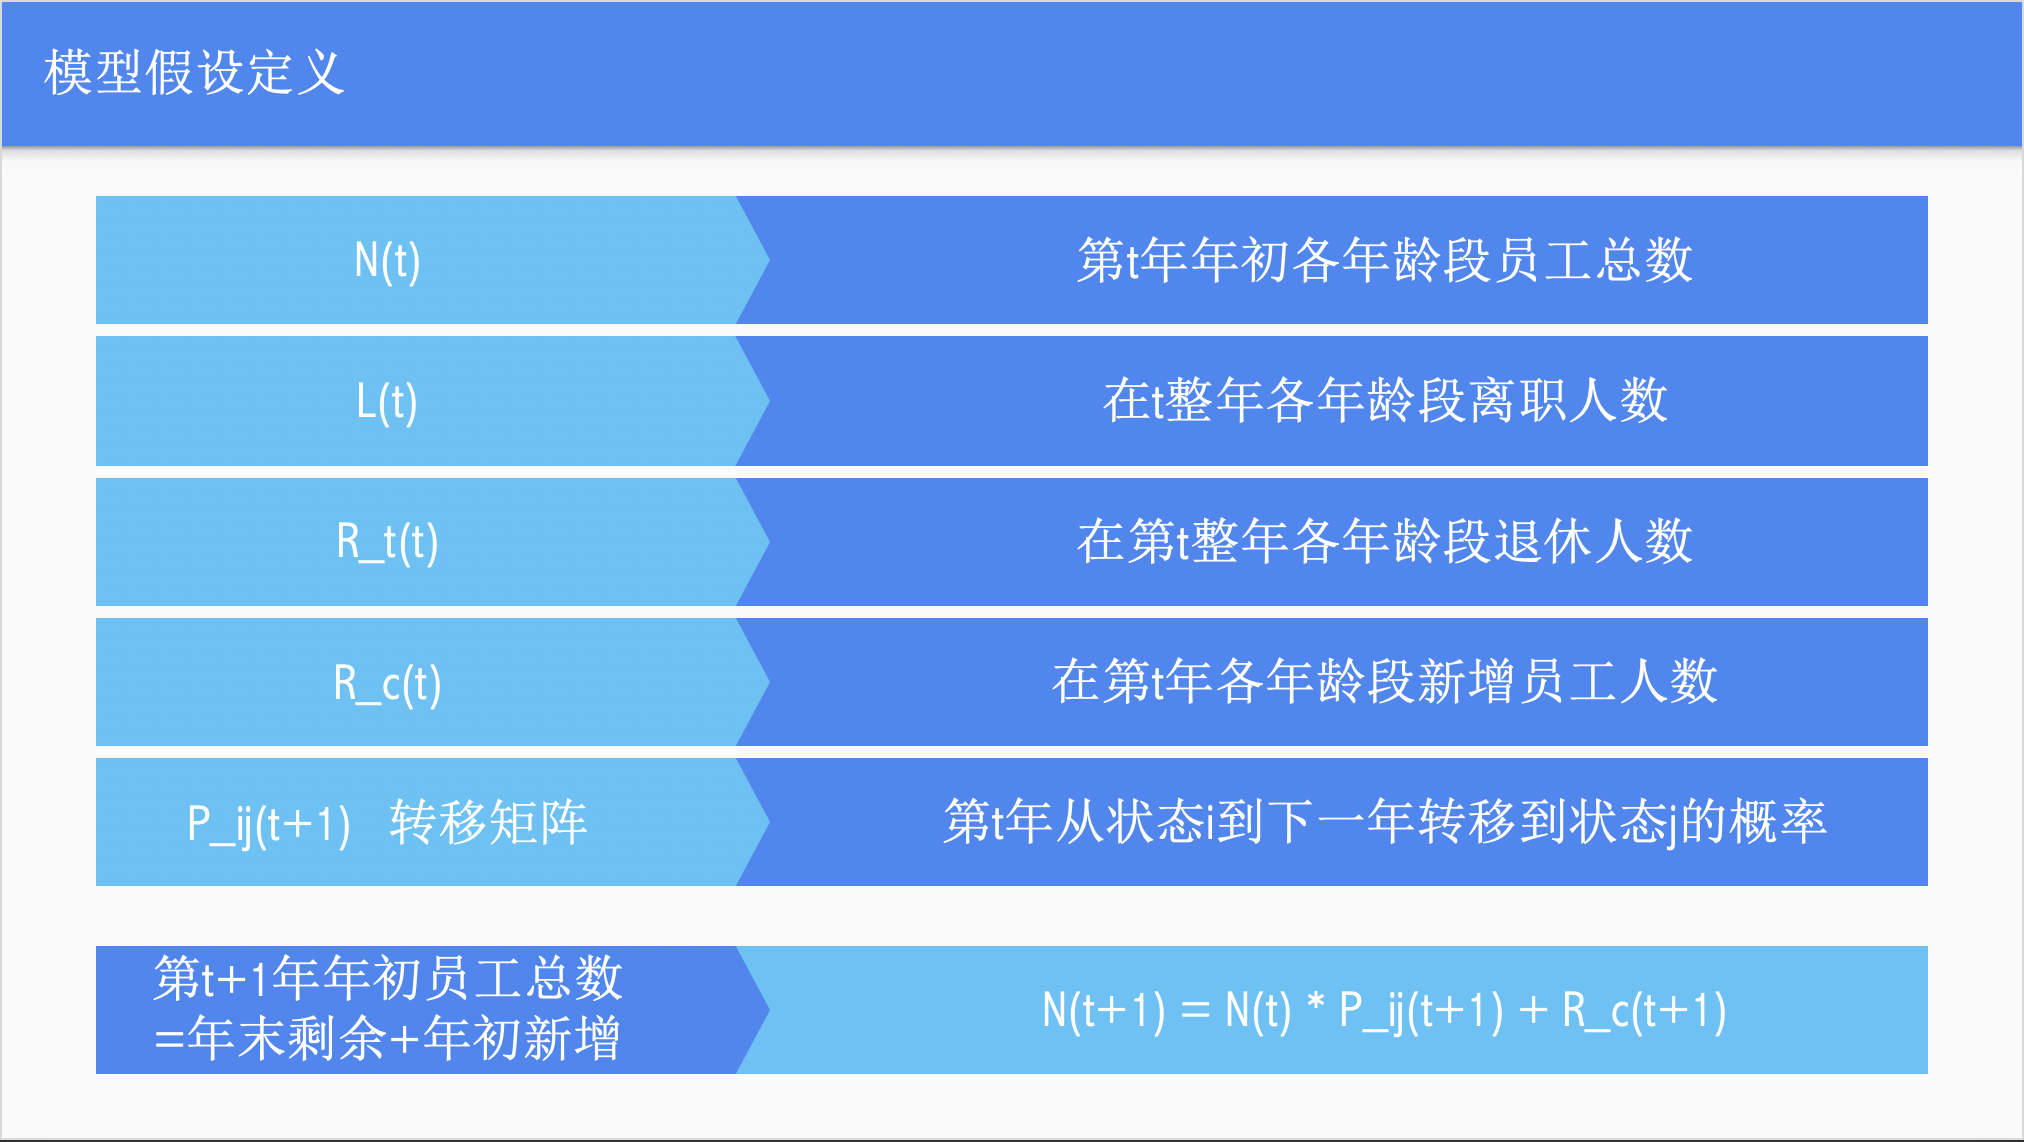 模型假设定义
N(t)
第t年年初各年龄段员工总数
L(t)
在t整年各年龄段离职人数
R_t(t)
在第t整年各年龄段退休人数
R_c(t)
在第t年各年龄段新增员工人数
P_ij(t+1) 转移矩阵
第t年从状态i到下一年转移到状态j的概率
第t+1年年初员工总数
=年末剩余+年初新增
N(t+1) = N(t) * P_ij(t+1) + R_c(t+1)